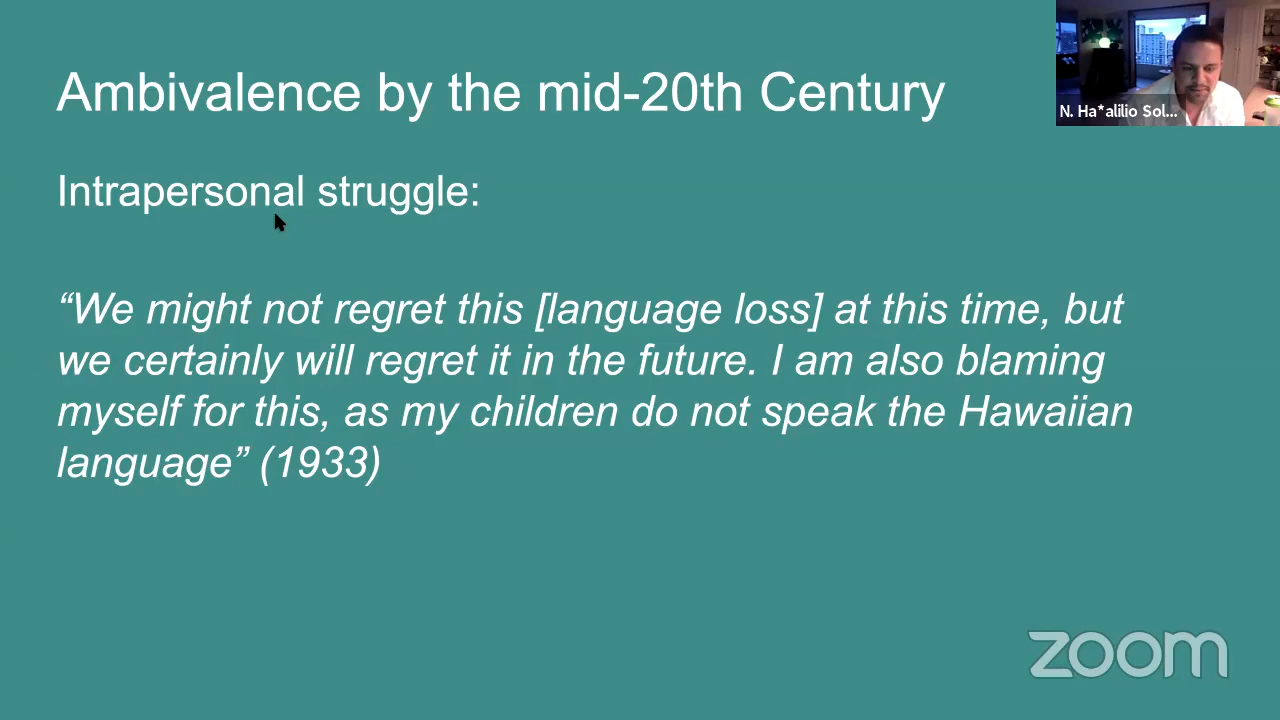 Ambivalence by the mid-20th Century
N. Ha*alilio Sol...
Intrapersonal struggle:
“We might not regret this [language loss] at this time, but
we certainly will regret it in the future. I am also blaming
myself for this, as my children do not speak the Hawaiian
language” (1933)
zoom